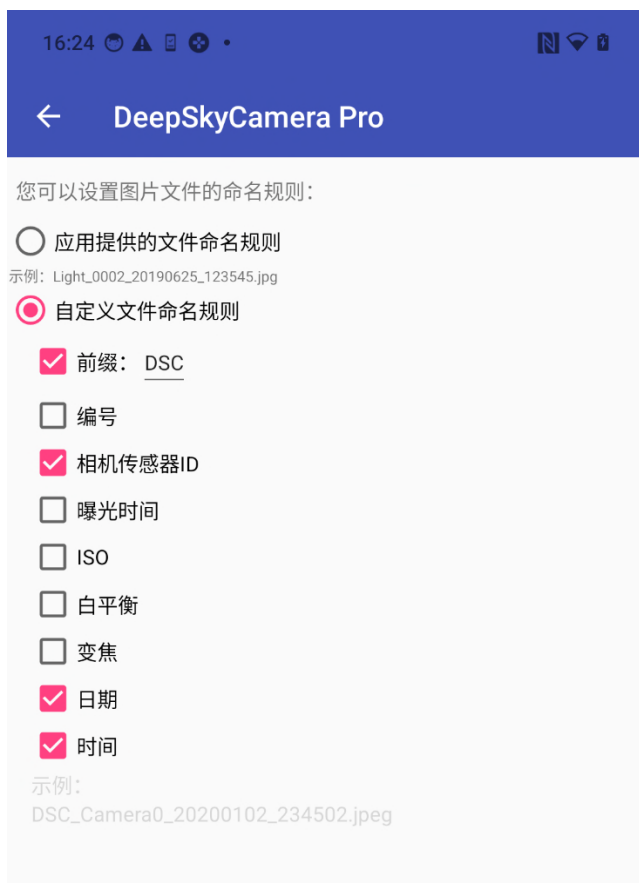 16:24
DeepSkyCamera Pro
您可以设置图片文件的命名规则：
应用提供的文件命名规则
示例：Light_0002_20190625_123545.jpg
自定义文件命名规则
前缀： DSC
编号
相机传感器ID
曝光时间
ISO
白平衡
变焦
日期
时间
示例：
DSC_Camera0_20200102_234502.jpeg